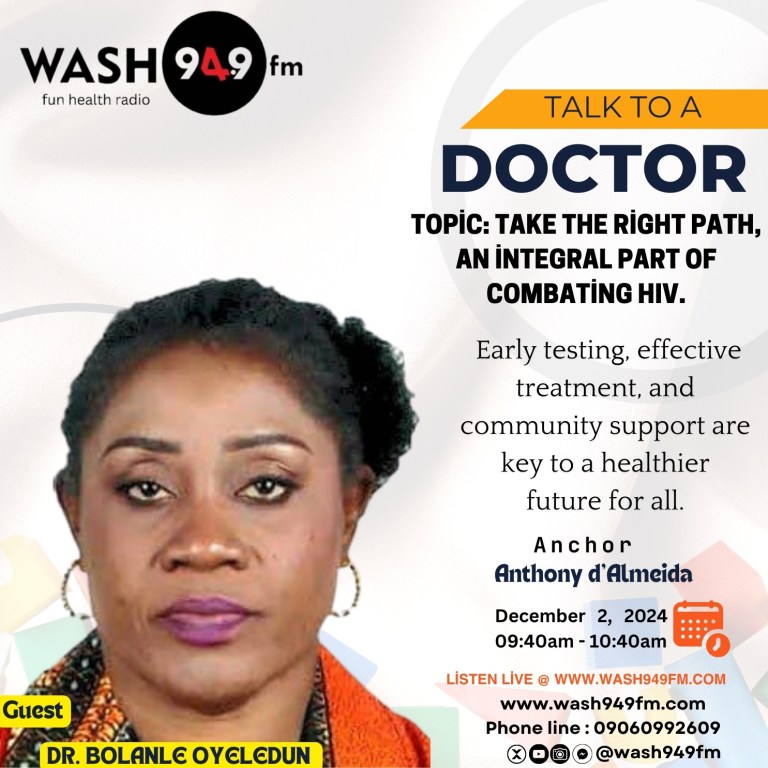 WASH 94.9 fm
fun health radio
TALK TO A
DOCTOR
TOPİC: TAKE THE RİGHT PATH,
AN İNTEGRAL PART OF
COMBATİNG HIV.
Early testing, effective
treatment, and
community support are
key to a healthier
future for all.
Anchor
Anthony d'Almeida
December 2, 2024
09:40am - 10:40am
LİSTEN LİVE @ WWW.WASH949FM.COM
www.wash949fm.com
Phone line : 09060992609
@wash949fm
Guest
DR. BOLANLE OYELEDUN